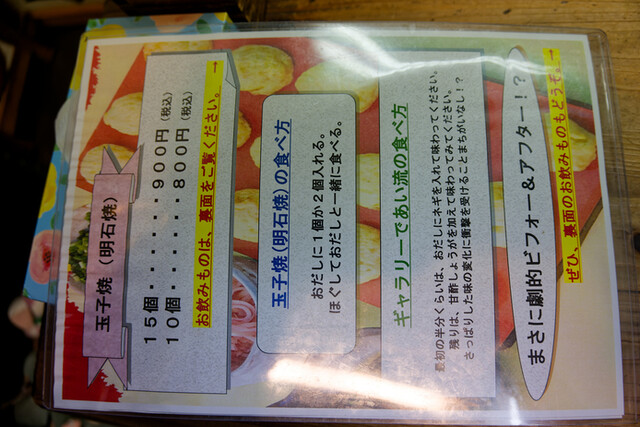 玉子焼（明石焼）
１５個・・・・・・・９００円（税込）
１０個・・・・・・・８００円（税込）
お飲みものは、裏面をご覧ください。→
玉子焼（明石焼）の食べ方
おだしに１個か２個入れる。
ほぐしておだしと一緒に食べる。
ギャラリーであい流の食べ方
最初の半分くらいは、おだしにネギを入れて味わってください。
残りは、甘酢しょうがを加えて味わってみてください。
さっぱりした味の変化に衝撃を受けることまちがいなし！？
まさに劇的ビフォー＆アフター！？
ぜひ、裏面のお飲みものもどうぞ。→